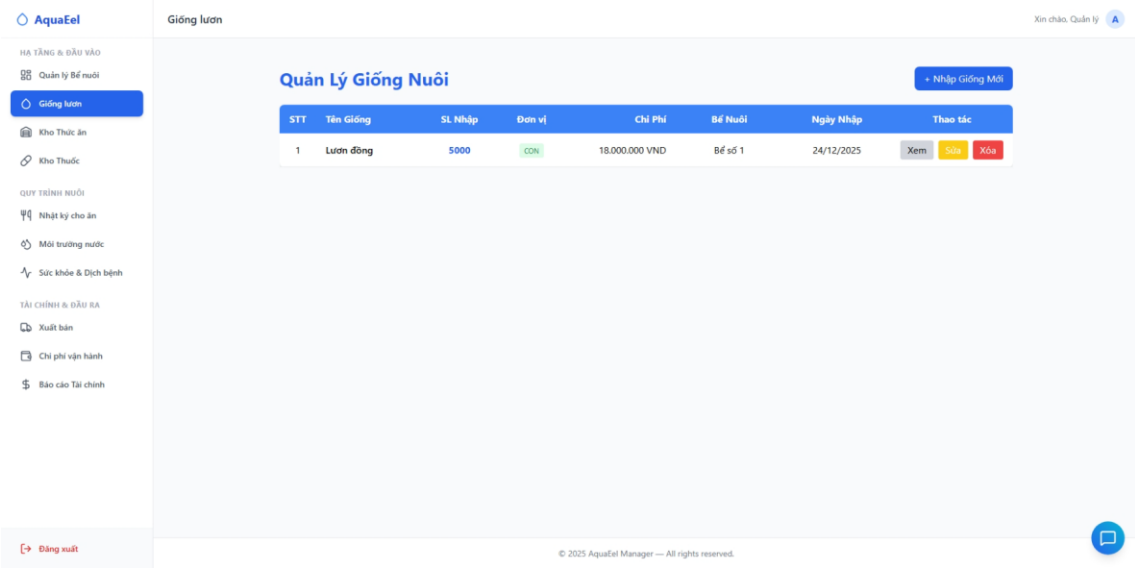 AquaEel
Giống lươn
Xin chào, Quản lý
A
HẠ TẦNG & ĐẦU VÀO
Quản lý Bể nuôi
Giống lươn
Kho Thức ăn
Kho Thuốc
QUY TRÌNH NUÔI
Nhật ký cho ăn
Môi trường nước
Sức khỏe & Dịch bệnh
TÀI CHÍNH & ĐẦU RA
Xuất bán
Chi phí vận hành
Báo cáo Tài chính
Đăng xuất
Quản Lý Giống Nuôi
+ Nhập Giống Mới
STT Tên Giống SL Nhập Đơn vị Chi Phí Bể Nuôi Ngày Nhập Thao tác
1 Lươn đồng 5000 CON 18.000.000 VND Bể số 1 24/12/2025 Xem Sửa Xóa
© 2025 AquaEel Manager — All rights reserved.